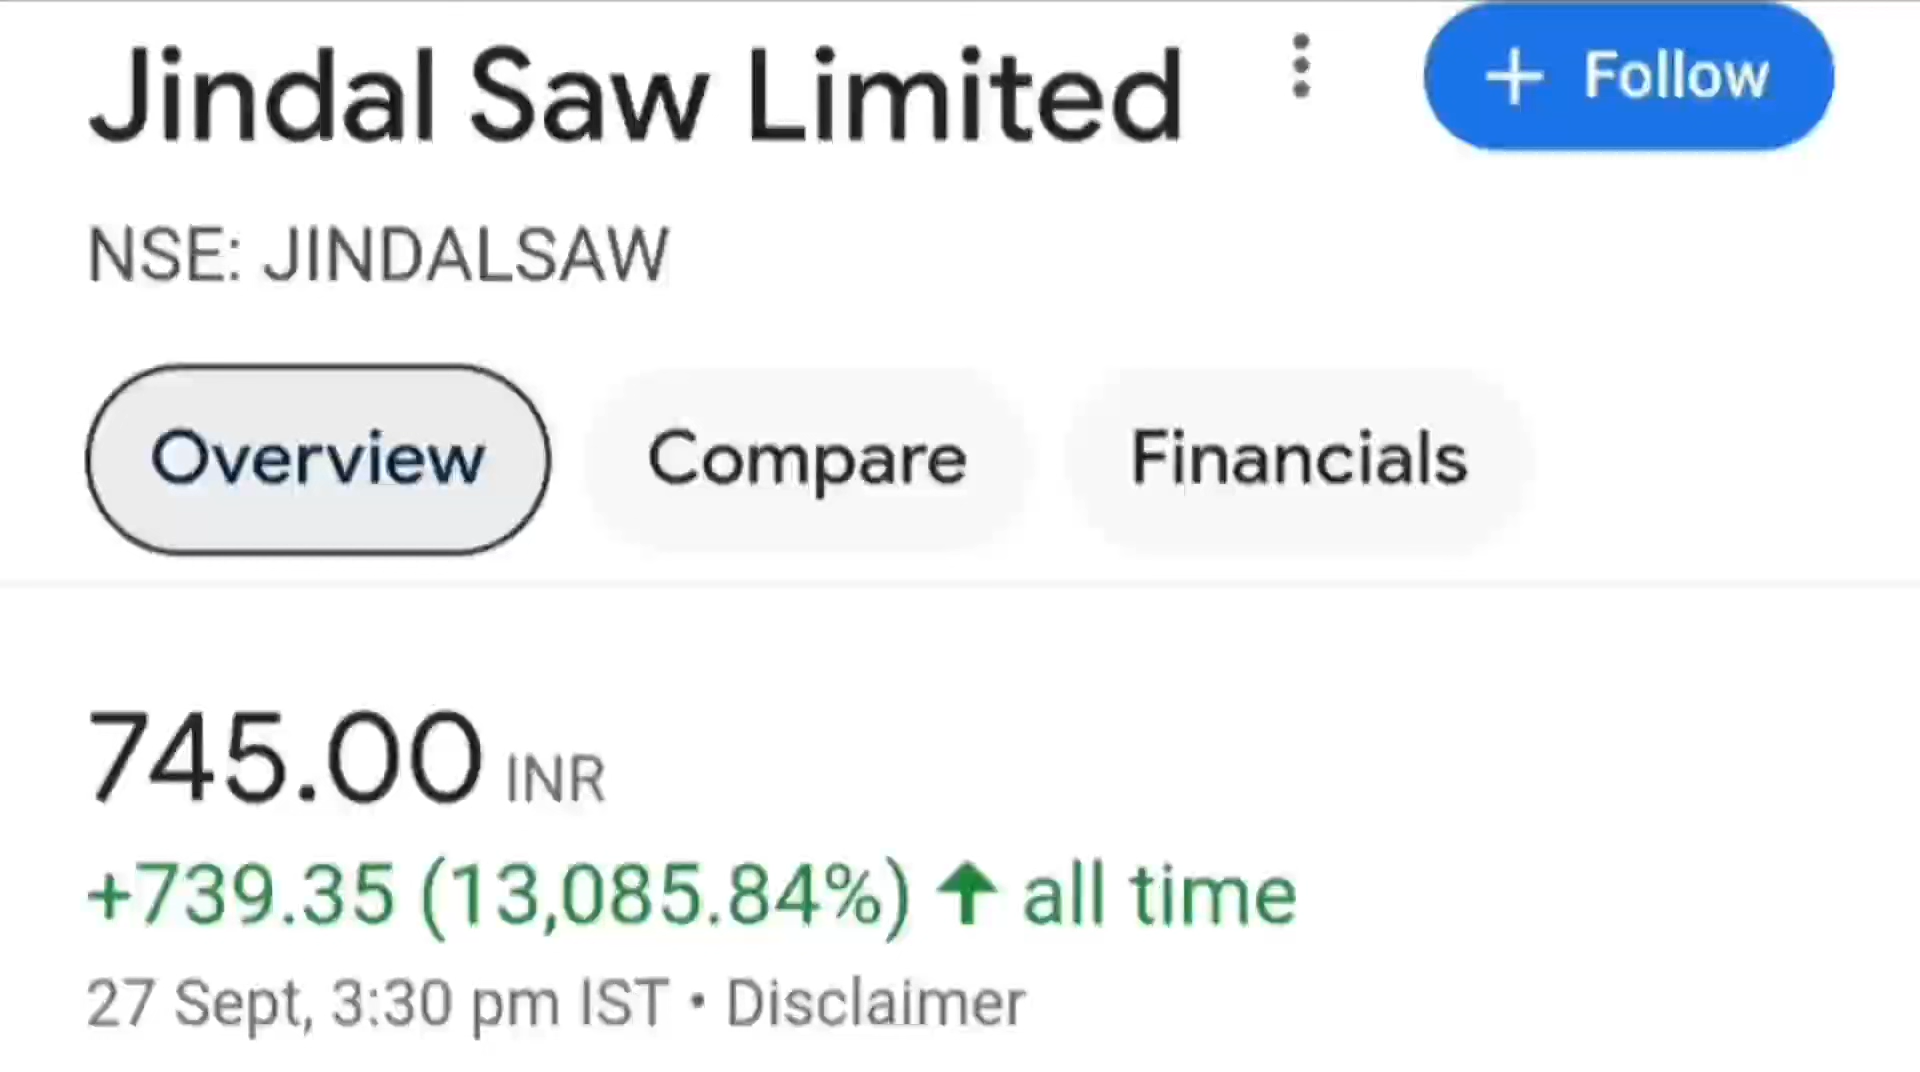 Jindal Saw Limited
+ Follow
NSE: JINDALSAW
Overview Compare Financials
745.00 INR
+739.35 (13,085.84%) ↑ all time
27 Sept, 3:30 pm IST • Disclaimer